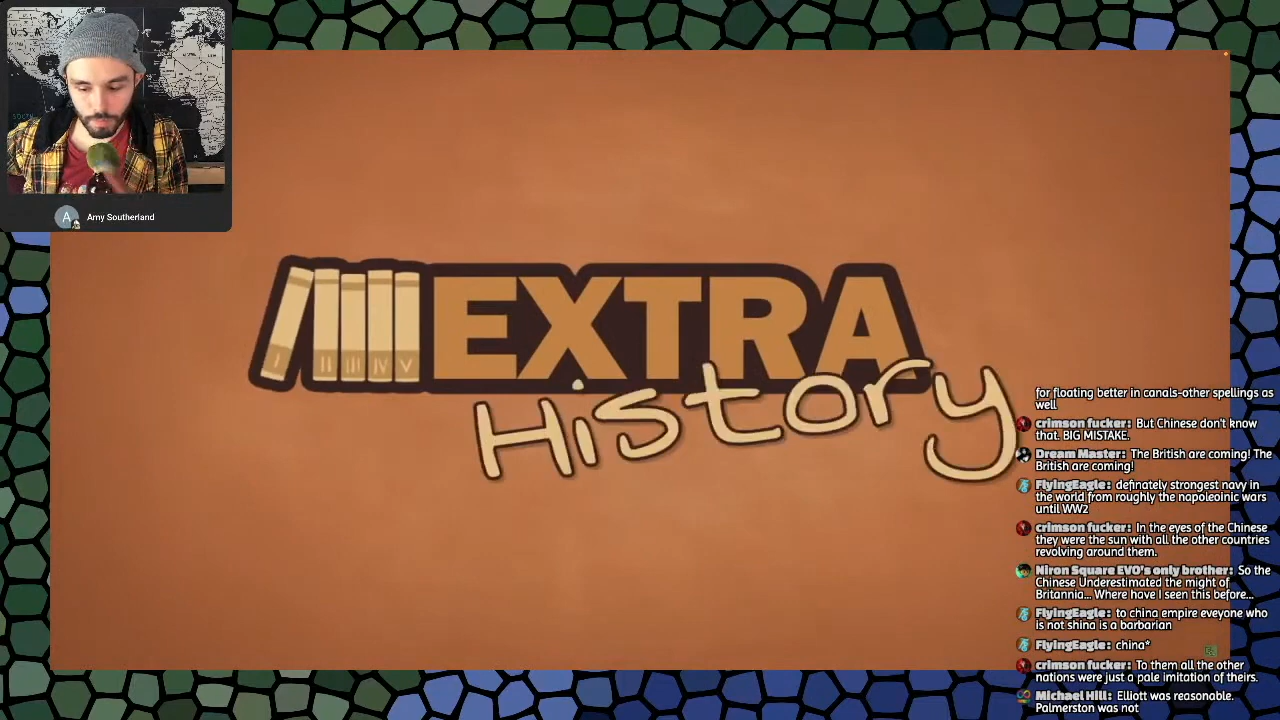 USA
Amy Southerland
I II III IV V
EXTRA
History
for floating better in canals-other spellings as
well
crimson fucker: But Chinese don't know
that. BIG MISTAKE.
Dream Master: The British are coming! The
British are coming!
FlyingEagle: definately strongest navy in
the world from roughly the napoleoinic wars
until WW2
crimson fucker: In the eyes of the Chinese
they were the sun with all the other countries
revolving around them.
Niron Square EVO's only brother: So the
Chinese Underestimated the might of
Britannia... Where have I seen this before...
FlyingEagle: to china empire eveyone who
is not shina is a barbarian
FlyingEagle: china*
crimson fucker: To them all the other
nations were just a pale imitation of theirs.
Michael Hill: Elliott was reasonable.
Palmerston was not